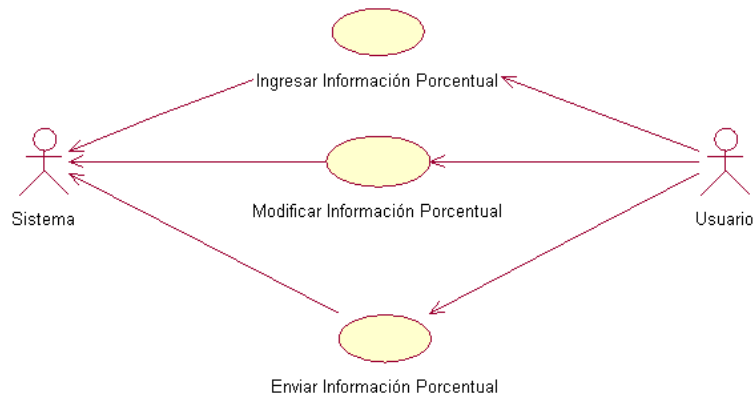 Ingresar Información Porcentual
Sistema
Modificar Información Porcentual
Usuario
Enviar Información Porcentual